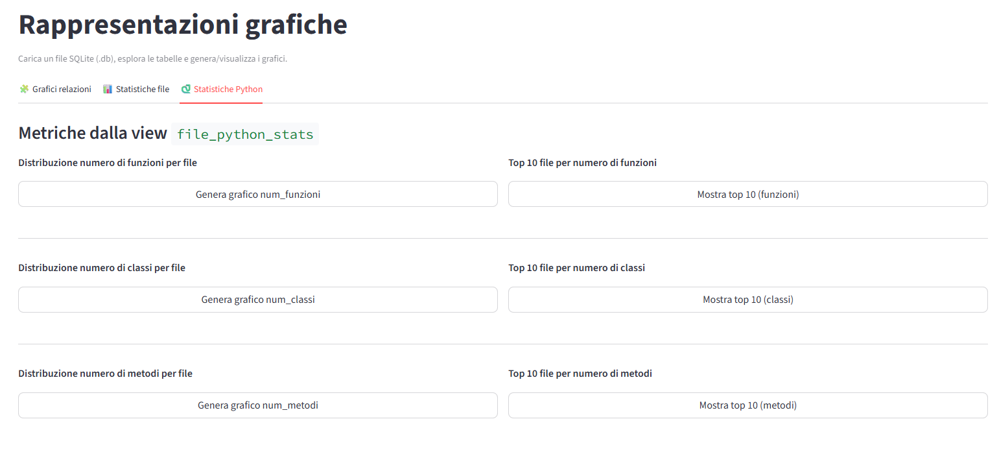 Rappresentazioni grafiche
Carica un file SQLite (.db), esplora le tabelle e genera/visualizza i grafici.
Grafici relazioni Statistiche file Statistiche Python
Metriche dalla view file_python_stats
Distribuzione numero di funzioni per file Top 10 file per numero di funzioni
Genera grafico num_funzioni Mostra top 10 (funzioni)
Distribuzione numero di classi per file Top 10 file per numero di classi
Genera grafico num_classi Mostra top 10 (classi)
Distribuzione numero di metodi per file Top 10 file per numero di metodi
Genera grafico num_metodi Mostra top 10 (metodi)